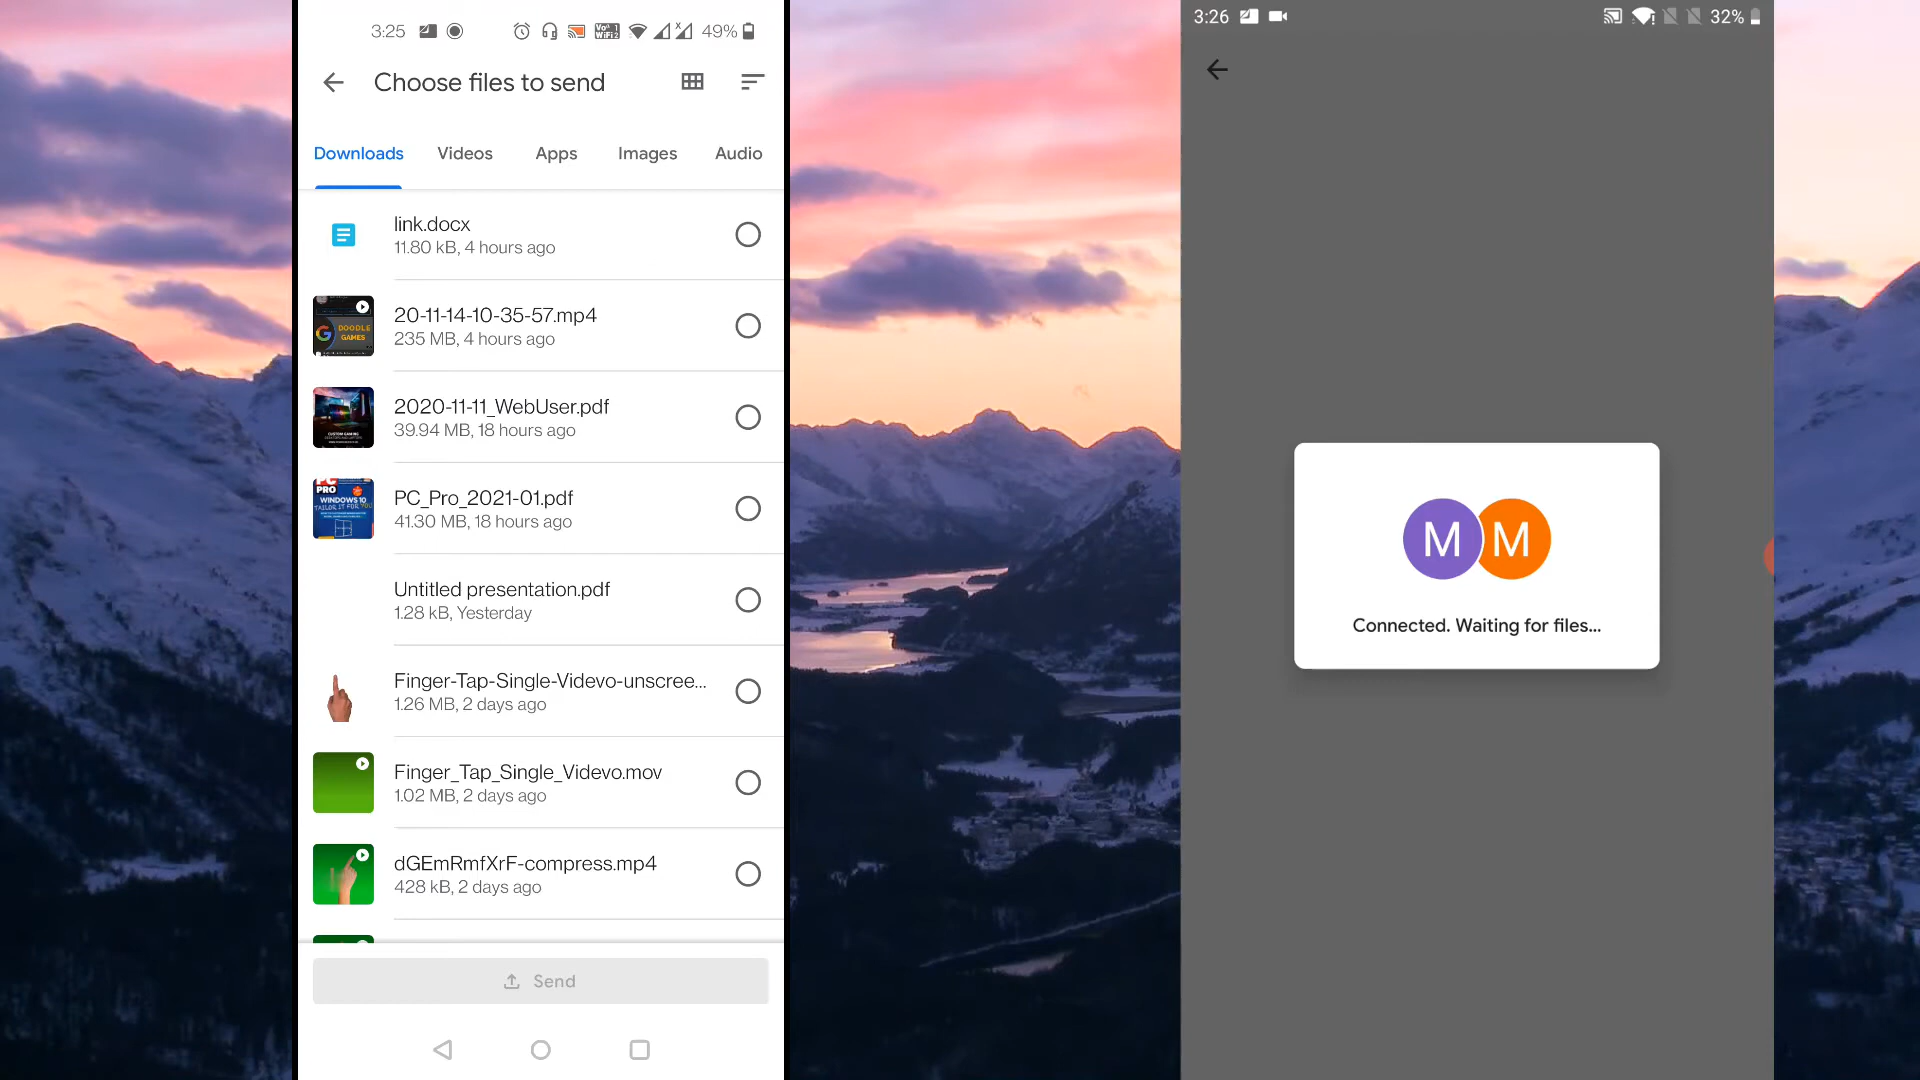 3:25
49%
Choose files to send
Downloads
Videos
Apps
Images
Audio
link.docx
11.80 kB, 4 hours ago
G DOODLE
GAMES
20-11-14-10-35-57.mp4
235 MB, 4 hours ago
2020-11-11_WebUser.pdf
39.94 MB, 18 hours ago
PC
PRO
WINDOWS 10
TAILOR IT FOR YOU
PC_Pro_2021-01.pdf
41.30 MB, 18 hours ago
Untitled presentation.pdf
1.28 kB, Yesterday
Finger-Tap-Single-Videvo-unscree...
1.26 MB, 2 days ago
Finger_Tap_Single_Videvo.mov
1.02 MB, 2 days ago
dGEmRmfXrF-compress.mp4
428 kB, 2 days ago
Send
3:26
32%
M M
Connected. Waiting for files...